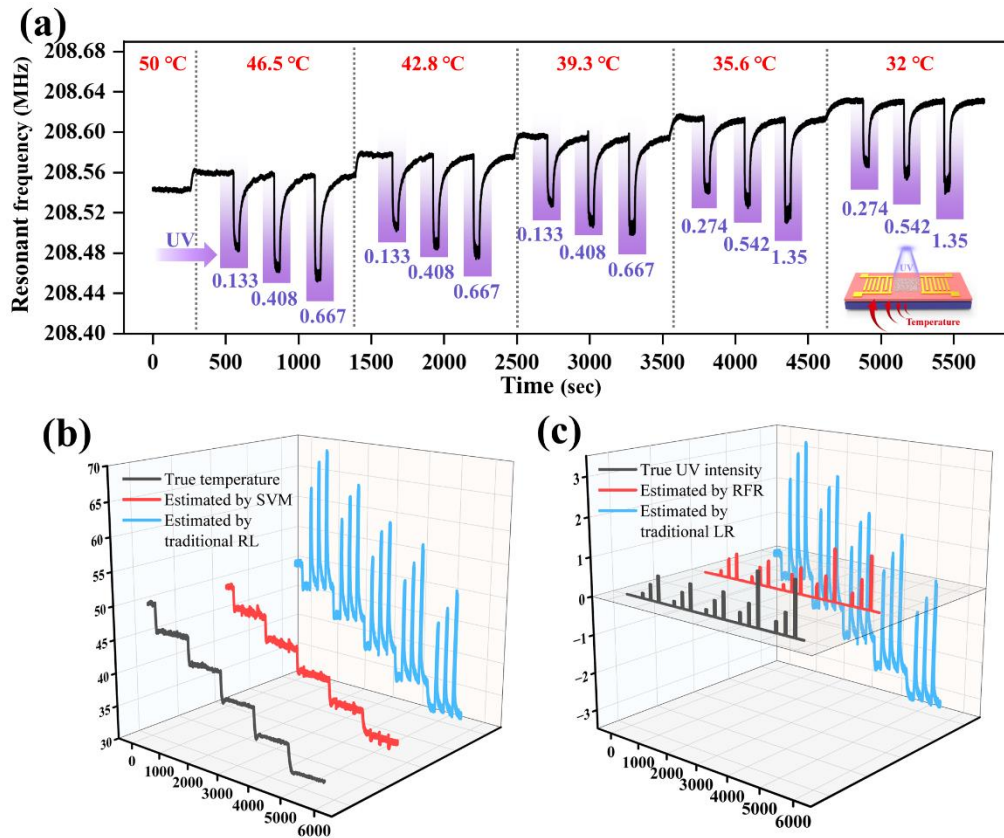 (a)
208.68
208.64
208.60
208.56
208.52
208.48
208.44
208.40
Resonant frequency (MHz)
50 ℃ 46.5 ℃ 42.8 ℃ 39.3 ℃ 35.6 ℃ 32 ℃
UV
0.133 0.408 0.667
0.133 0.408 0.667
0.133 0.408 0.667
0.274 0.542 1.35
0.274 0.542 1.35
UV
Temperature
0 500 1000 1500 2000 2500 3000 3500 4000 4500 5000 5500
Time (sec)
(b)
70
65
60
55
50
45
40
35
30
True temperature
Estimated by SVM
Estimated by
traditional RL
0 1000 2000 3000 4000 5000 6000
(c)
3
2
1
0
−1
−2
−3
True UV intensity
Estimated by RFR
Estimated by
traditional LR
0 1000 2000 3000 4000 5000 6000